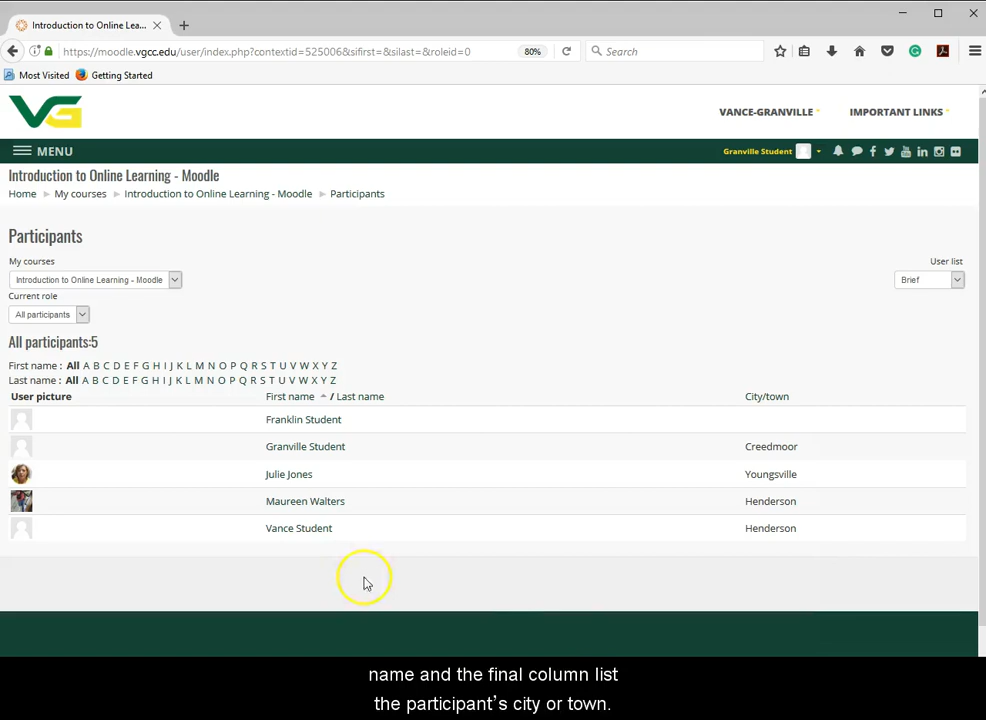 Introduction to Online Lea...
https://moodle.vgcc.edu/user/index.php?contextid=525006&sifirst=&silast=&roleid=0
80%
Search
Most Visited
Getting Started
VG
VANCE-GRANVILLE
IMPORTANT LINKS
MENU
Granville Student
Introduction to Online Learning - Moodle
Home
My courses
Introduction to Online Learning - Moodle
Participants
Participants
My courses
User list
Introduction to Online Learning - Moodle
Brief
Current role
All participants
All participants:5
First name : All A B C D E F G H I J K L M N O P Q R S T U V W X Y Z
Last name : All A B C D E F G H I J K L M N O P Q R S T U V W X Y Z
User picture First name / Last name City/town
Franklin Student
Granville Student Creedmoor
Julie Jones Youngsville
Maureen Walters Henderson
Vance Student Henderson
name and the final column list
the participant's city or town.